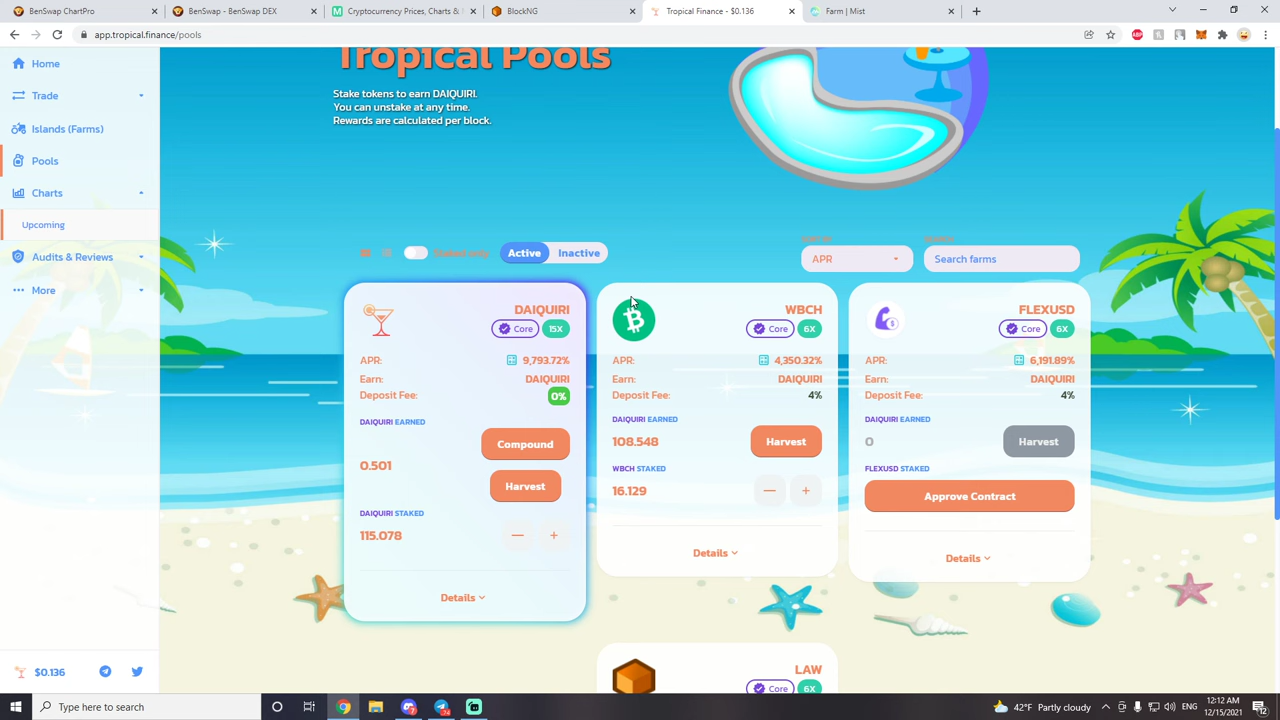 BenSwap ChartPro
BenSwap - BenSwap DEX
Cryptocurrency Prices, Charts &
BlockNG
Tropical Finance - $0.136
Farm Mist
app.tropical.finance/pools
Home
Trade
Islands (Farms)
Pools
Charts
Upcoming
Audits & Reviews
More
$0.136
Tropical Pools
Stake tokens to earn DAIQUIRI.
You can unstake at any time.
Rewards are calculated per block.
Staked only
Active
Inactive
SORT BY
APR
SEARCH
Search farms
DAIQUIRI
Core
15X
APR:
9,793.72%
Earn:
DAIQUIRI
Deposit Fee:
0%
DAIQUIRI EARNED
0.501
Compound
Harvest
DAIQUIRI STAKED
115.078
Details
WBCH
Core
6X
APR:
4,350.32%
Earn:
DAIQUIRI
Deposit Fee:
4%
DAIQUIRI EARNED
108.548
Harvest
WBCH STAKED
16.129
Details
FLEXUSD
Core
6X
APR:
6,191.89%
Earn:
DAIQUIRI
Deposit Fee:
4%
DAIQUIRI EARNED
0
Harvest
FLEXUSD STAKED
Approve Contract
Details
LAW
Core
6X
Type here to search
42°F Partly cloudy
12:12 AM
12/15/2021